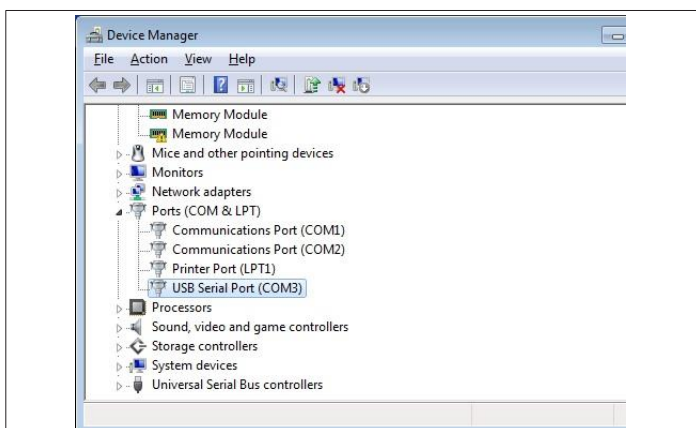 Device Manager
File Action View Help
Memory Module
Memory Module
Mice and other pointing devices
Monitors
Network adapters
Ports (COM & LPT)
Communications Port (COM1)
Communications Port (COM2)
Printer Port (LPT1)
USB Serial Port (COM3)
Processors
Sound, video and game controllers
Storage controllers
System devices
Universal Serial Bus controllers